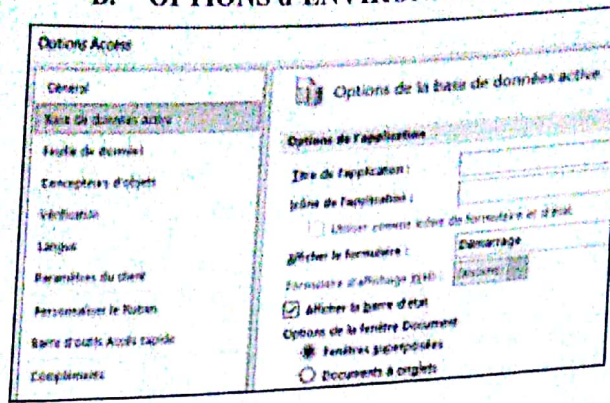 B. OPTIONS d'ENVIRON
Options Access
Général
Base de données active
Feuille de données
Concepteurs d'objets
Vérification
Langue
Paramètres du client
Personnaliser le Ruban
Barre d'outils Accès rapide
Compléments
Options de la base de données active
Options de l'application
Titre de l'application :
Icône de l'application :
Utiliser comme icône de formulaire et d'état
Afficher le formulaire : Démarrage
Formulaire d'affichage web :
Afficher la barre d'état
Options de la fenêtre Document
Fenêtres superposées
Documents à onglets